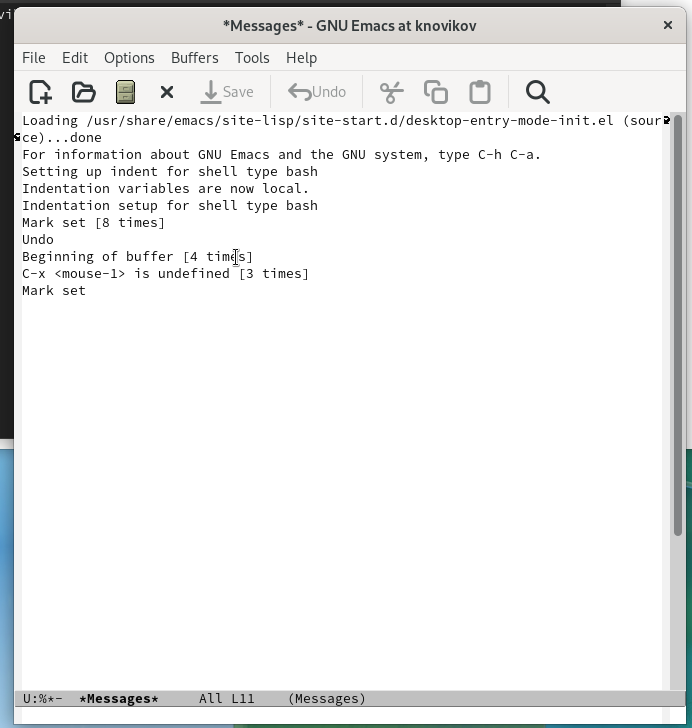 vi
*Messages* - GNU Emacs at knovikov
File Edit Options Buffers Tools Help
Save Undo
Loading /usr/share/emacs/site-lisp/site-start.d/desktop-entry-mode-init.el (sour
ce)...done
For information about GNU Emacs and the GNU system, type C-h C-a.
Setting up indent for shell type bash
Indentation variables are now local.
Indentation setup for shell type bash
Mark set [8 times]
Undo
Beginning of buffer [4 times]
C-x <mouse-1> is undefined [3 times]
Mark set
U:%*- *Messages* All L11 (Messages)